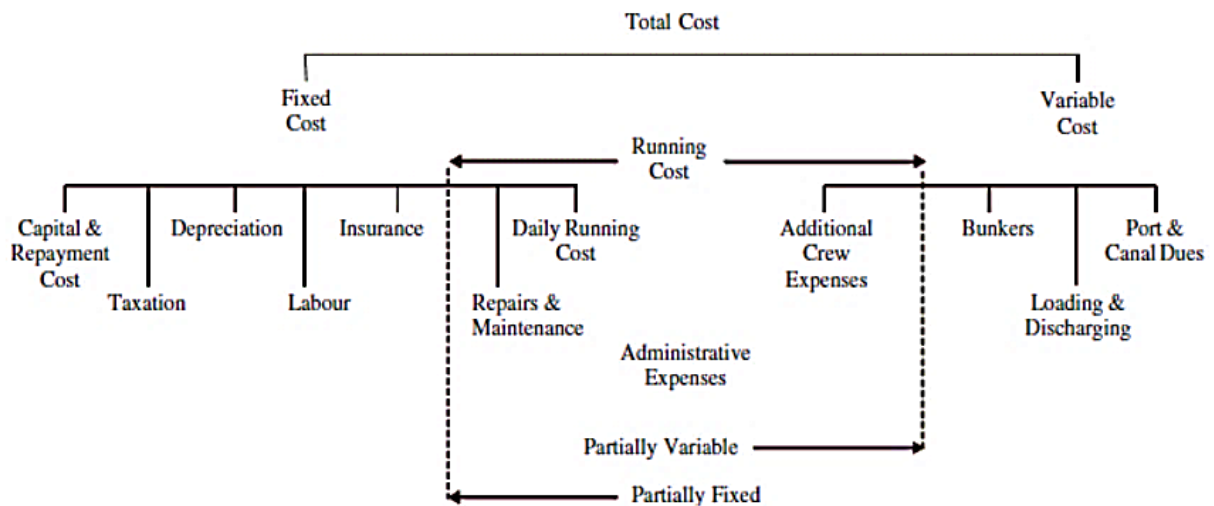 Total Cost
Fixed
Cost
Variable
Cost
Running
Cost
Capital &
Repayment
Cost
Taxation
Depreciation
Labour
Insurance
Repairs &
Maintenance
Daily Running
Cost
Additional
Crew
Expenses
Bunkers
Loading &
Discharging
Port &
Canal Dues
Administrative
Expenses
Partially Variable
Partially Fixed